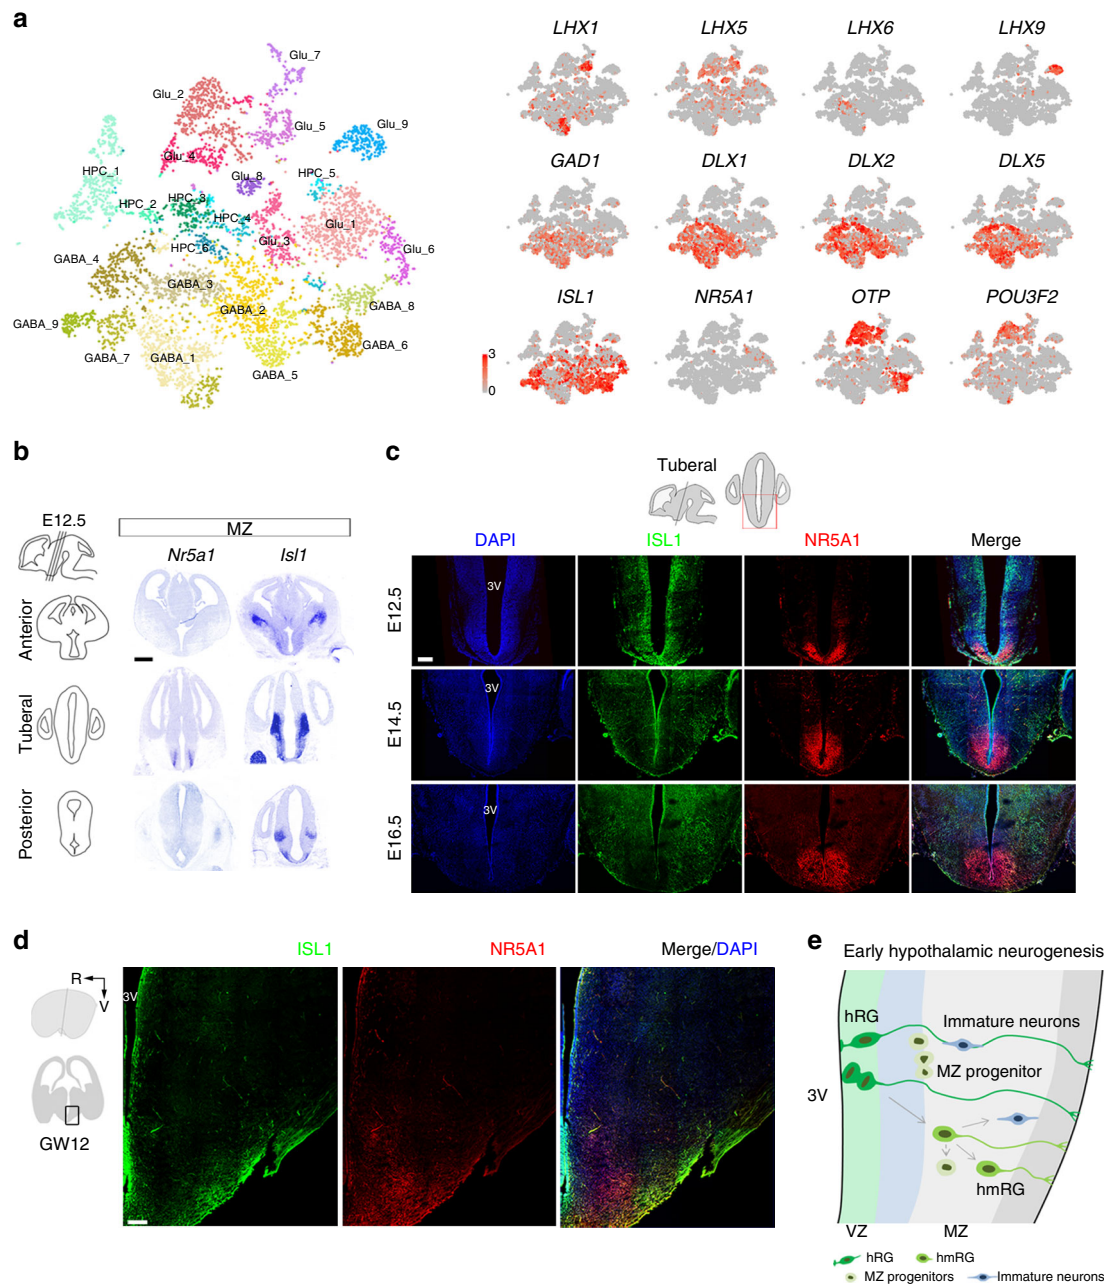 a
LHX1 LHX5 LHX6 LHX9
Glu_7
Glu_2
Glu_5
Glu_9
Glu_4
HPC_1
Glu_8
HPC_5
HPC_2
HPC_3
HPC_4
Glu_1
HPC_6
Glu_3
Glu_6
GABA_4
GABA_3
GABA_2
GABA_8
GABA_9
GABA_7
GABA_1
GABA_5
GABA_6
GAD1 DLX1 DLX2 DLX5
ISL1 NR5A1 OTP POU3F2
3
0
b
E12.5
MZ
Nr5a1 Isl1
Anterior
Tuberal
Posterior
c
Tuberal
DAPI ISL1 NR5A1 Merge
E12.5
3V
E14.5
3V
E16.5
3V
d
ISL1 NR5A1 Merge/DAPI
R
V
3V
GW12
e
Early hypothalamic neurogenesis
hRG
Immature neurons
MZ progenitor
3V
hmRG
VZ MZ
hRG hmRG
MZ progenitors Immature neurons